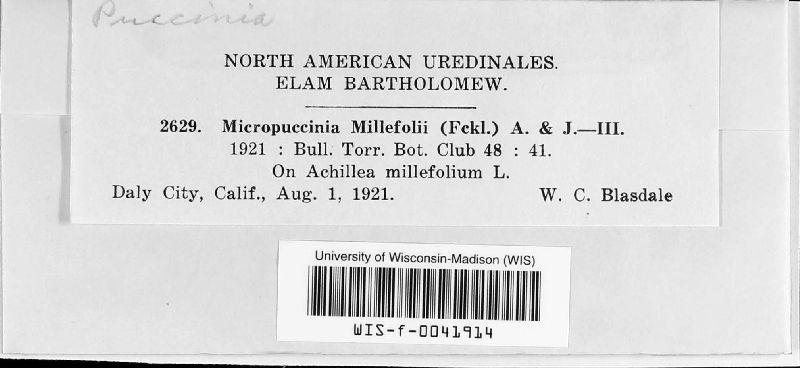 Puccinia
NORTH AMERICAN UREDINALES.
ELAM BARTHOLOMEW.
2629. Micropuccinia Millefolii (Fckl.) A. & J.—III.
1921 : Bull. Torr. Bot. Club 48 : 41.
On Achillea millefolium L.
Daly City, Calif., Aug. 1, 1921. W. C. Blasdale
University of Wisconsin-Madison (WIS)
WIS-f-0041914